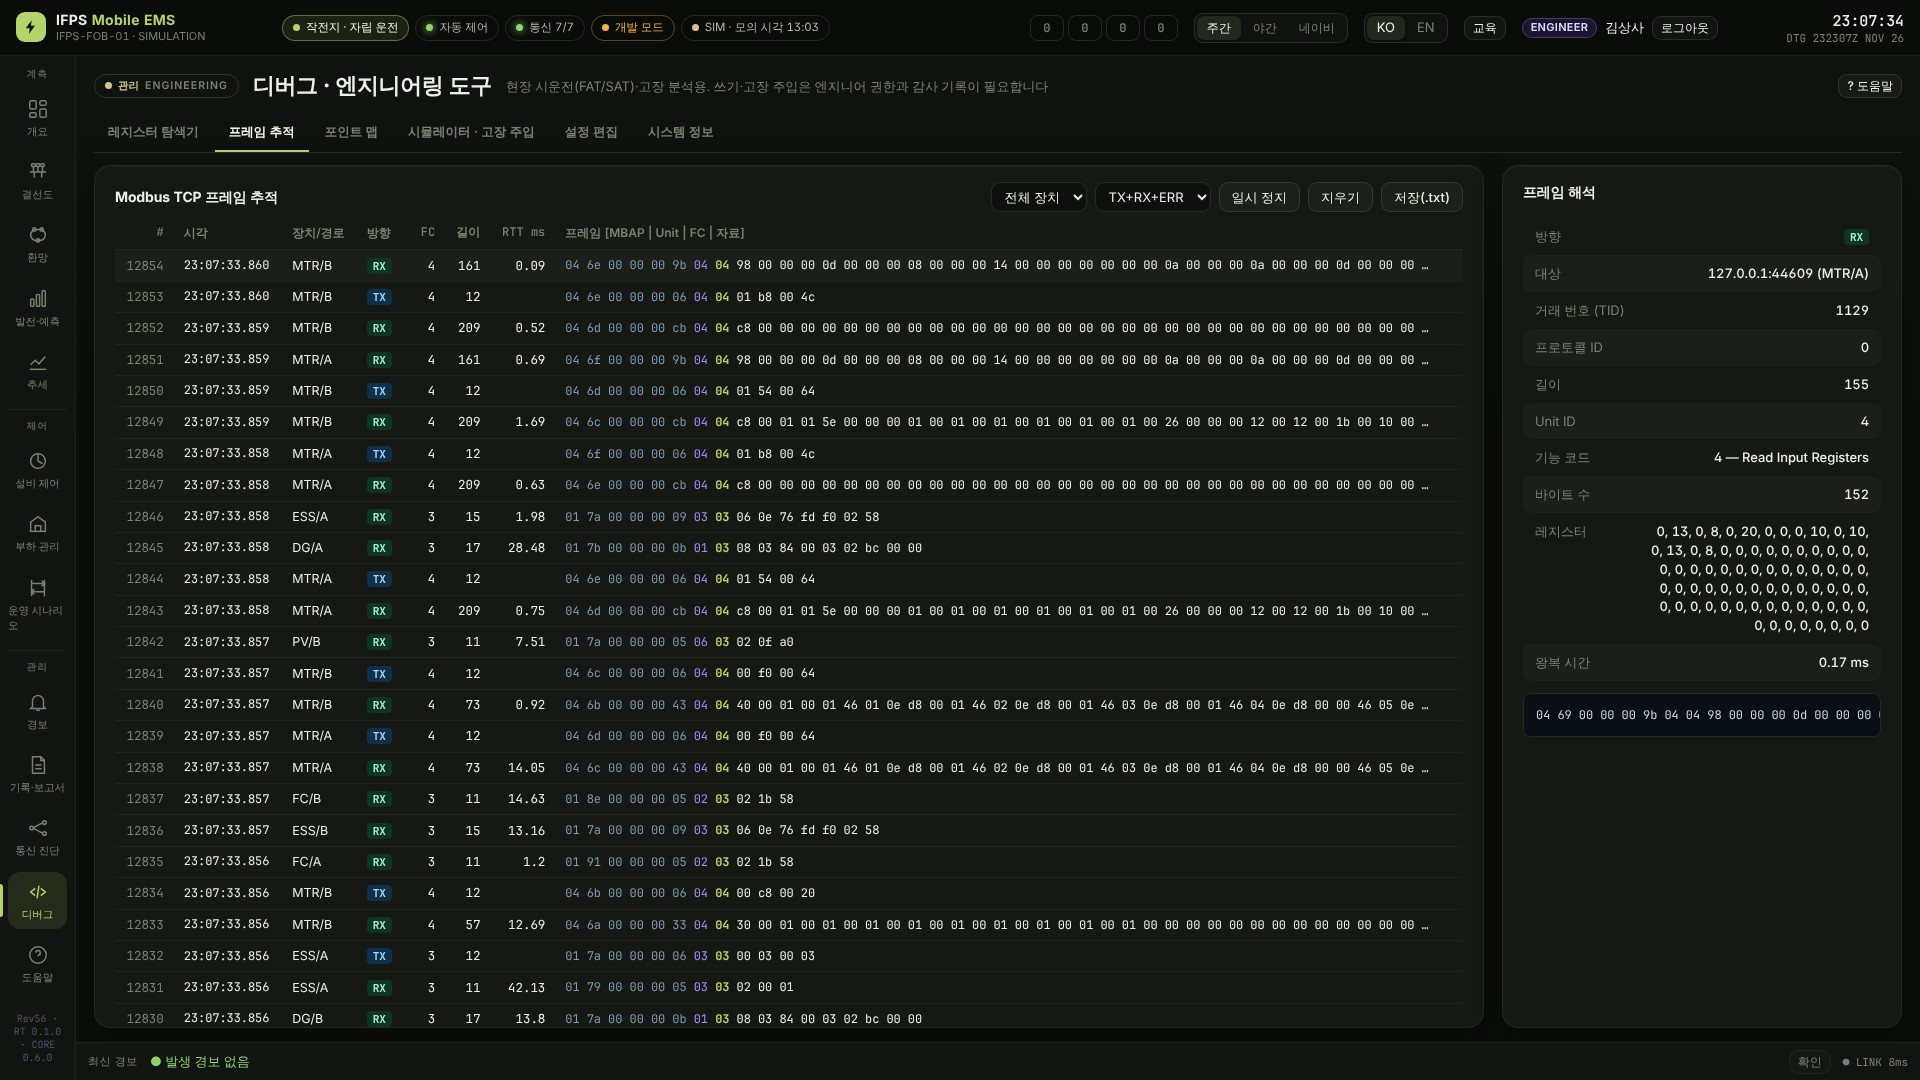 IFPS Mobile EMS
IFPS-FOB-01 · SIMULATION
작전지 · 자립 운전
자동 제어
통신 7/7
개발 모드
SIM · 모의 시각 13:03
0 0 0 0
주간 야간 네이비
KO EN
교육
ENGINEER 김상사 로그아웃
23:07:34
DTG 232307Z NOV 26
계측
개요
결선도
환망
발전·예측
추세
제어
설비 제어
부하 관리
운영 시나리
오
관리
경보
기록·보고서
통신 진단
디버그
도움말
Rev56 ·
RT 0.1.0
· CORE
0.6.0
관리 ENGINEERING
디버그 · 엔지니어링 도구
현장 시운전(FAT/SAT)·고장 분석용. 쓰기·고장 주입은 엔지니어 권한과 감사 기록이 필요합니다
? 도움말
레지스터 탐색기 프레임 추적 포인트 맵 시뮬레이터 · 고장 주입 설정 편집 시스템 정보
Modbus TCP 프레임 추적
전체 장치 TX+RX+ERR 일시 정지 지우기 저장(.txt)
# 시각 장치/경로 방향 FC 길이 RTT ms 프레임 [MBAP | Unit | FC | 자료]
12854 23:07:33.860 MTR/B RX 4 161 0.09 04 6e 00 00 00 9b 04 04 98 00 00 00 0d 00 00 00 08 00 00 00 14 00 00 00 00 00 00 00 0a 00 00 00 0a 00 00 00 0d 00 00 00 …
12853 23:07:33.860 MTR/B TX 4 12 04 6e 00 00 00 06 04 04 01 b8 00 4c
12852 23:07:33.859 MTR/B RX 4 209 0.52 04 6d 00 00 00 cb 04 04 c8 00 00 00 00 00 00 00 00 00 00 00 00 00 00 00 00 00 00 00 00 00 00 00 00 00 00 00 00 00 00 00 …
12851 23:07:33.859 MTR/A RX 4 161 0.69 04 6f 00 00 00 9b 04 04 98 00 00 00 0d 00 00 00 08 00 00 00 14 00 00 00 00 00 00 00 0a 00 00 00 0a 00 00 00 0d 00 00 00 …
12850 23:07:33.859 MTR/B TX 4 12 04 6d 00 00 00 06 04 04 01 54 00 64
12849 23:07:33.859 MTR/B RX 4 209 1.69 04 6c 00 00 00 cb 04 04 c8 00 01 01 5e 00 00 00 01 00 01 00 01 00 01 00 01 00 01 00 26 00 00 00 12 00 12 00 1b 00 10 00 …
12848 23:07:33.858 MTR/A TX 4 12 04 6f 00 00 00 06 04 04 01 b8 00 4c
12847 23:07:33.858 MTR/A RX 4 209 0.63 04 6e 00 00 00 cb 04 04 c8 00 00 00 00 00 00 00 00 00 00 00 00 00 00 00 00 00 00 00 00 00 00 00 00 00 00 00 00 00 00 00 …
12846 23:07:33.858 ESS/A RX 3 15 1.98 01 7a 00 00 00 09 03 03 06 0e 76 fd f0 02 58
12845 23:07:33.858 DG/A RX 3 17 28.48 01 7b 00 00 00 0b 01 03 08 03 84 00 03 02 bc 00 00
12844 23:07:33.858 MTR/A TX 4 12 04 6e 00 00 00 06 04 04 01 54 00 64
12843 23:07:33.858 MTR/A RX 4 209 0.75 04 6d 00 00 00 cb 04 04 c8 00 01 01 5e 00 00 00 01 00 01 00 01 00 01 00 01 00 01 00 26 00 00 00 12 00 12 00 1b 00 10 00 …
12842 23:07:33.857 PV/B RX 3 11 7.51 01 7a 00 00 00 05 06 03 02 0f a0
12841 23:07:33.857 MTR/B TX 4 12 04 6c 00 00 00 06 04 04 00 f0 00 64
12840 23:07:33.857 MTR/B RX 4 73 0.92 04 6b 00 00 00 43 04 04 40 00 01 00 01 46 01 0e d8 00 01 46 02 0e d8 00 01 46 03 0e d8 00 01 46 04 0e d8 00 00 46 05 0e …
12839 23:07:33.857 MTR/A TX 4 12 04 6d 00 00 00 06 04 04 00 f0 00 64
12838 23:07:33.857 MTR/A RX 4 73 14.05 04 6c 00 00 00 43 04 04 40 00 01 00 01 46 01 0e d8 00 01 46 02 0e d8 00 01 46 03 0e d8 00 01 46 04 0e d8 00 00 46 05 0e …
12837 23:07:33.857 FC/B RX 3 11 14.63 01 8e 00 00 00 05 02 03 02 1b 58
12836 23:07:33.857 ESS/B RX 3 15 13.16 01 7a 00 00 00 09 03 03 06 0e 76 fd f0 02 58
12835 23:07:33.856 FC/A RX 3 11 1.2 01 91 00 00 00 05 02 03 02 1b 58
12834 23:07:33.856 MTR/B TX 4 12 04 6b 00 00 00 06 04 04 00 c8 00 20
12833 23:07:33.856 MTR/B RX 4 57 12.69 04 6a 00 00 00 33 04 04 30 00 01 00 01 00 01 00 01 00 01 00 01 00 01 00 01 00 01 00 00 00 00 00 00 00 00 00 00 00 00 00 …
12832 23:07:33.856 ESS/A TX 3 12 01 7a 00 00 00 06 03 03 00 03 00 03
12831 23:07:33.856 ESS/A RX 3 11 42.13 01 79 00 00 00 05 03 03 02 00 01
12830 23:07:33.856 DG/B RX 3 17 13.8 01 7a 00 00 00 0b 01 03 08 03 84 00 03 02 bc 00 00
프레임 해석
방향 RX
대상 127.0.0.1:44609 (MTR/A)
거래 번호 (TID) 1129
프로토콜 ID 0
길이 155
Unit ID 4
기능 코드 4 — Read Input Registers
바이트 수 152
레지스터 0, 13, 0, 8, 0, 20, 0, 0, 0, 10, 0, 10,
0, 13, 0, 8, 0, 0, 0, 0, 0, 0, 0, 0, 0, 0,
0, 0, 0, 0, 0, 0, 0, 0, 0, 0, 0, 0, 0, 0,
0, 0, 0, 0, 0, 0, 0, 0, 0, 0, 0, 0, 0, 0,
0, 0, 0, 0, 0, 0, 0, 0, 0, 0, 0, 0, 0, 0,
0, 0, 0, 0, 0, 0, 0, 0
왕복 시간 0.17 ms
04 69 00 00 00 9b 04 04 98 00 00 00 0d 00 00 00
최신 경보 발생 경보 없음
확인 LINK 8ms